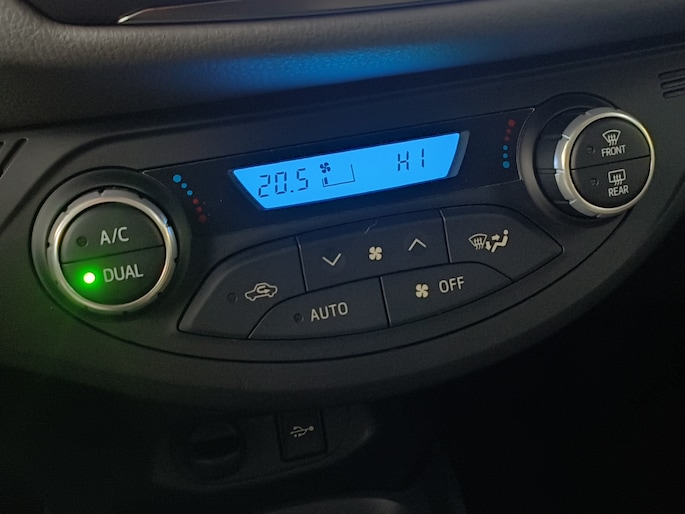 FRONT
REAR
20.5 HI
A/C
DUAL
AUTO
OFF